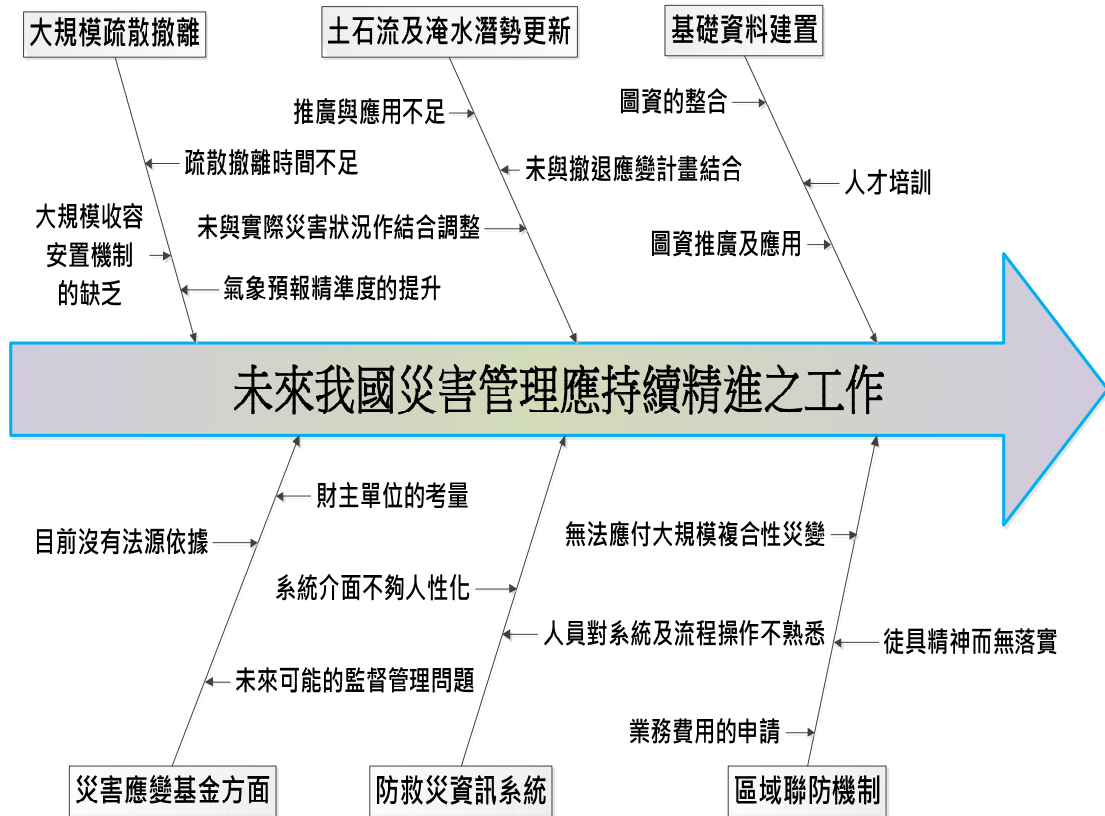 大規模疏散撤離
土石流及淹水潛勢更新
基礎資料建置
圖資的整合
推廣與應用不足
疏散撤離時間不足
未與撤退應變計畫結合
人才培訓
大規模收容
安置機制
的缺乏
未與實際災害狀況作結合調整
圖資推廣及應用
氣象預報精準度的提升
未來我國災害管理應持續精進之工作
財主單位的考量
目前沒有法源依據
無法應付大規模複合性災變
系統介面不夠人性化
人員對系統及流程操作不熟悉
徒具精神而無落實
未來可能的監督管理問題
業務費用的申請
災害應變基金方面
防救災資訊系統
區域聯防機制